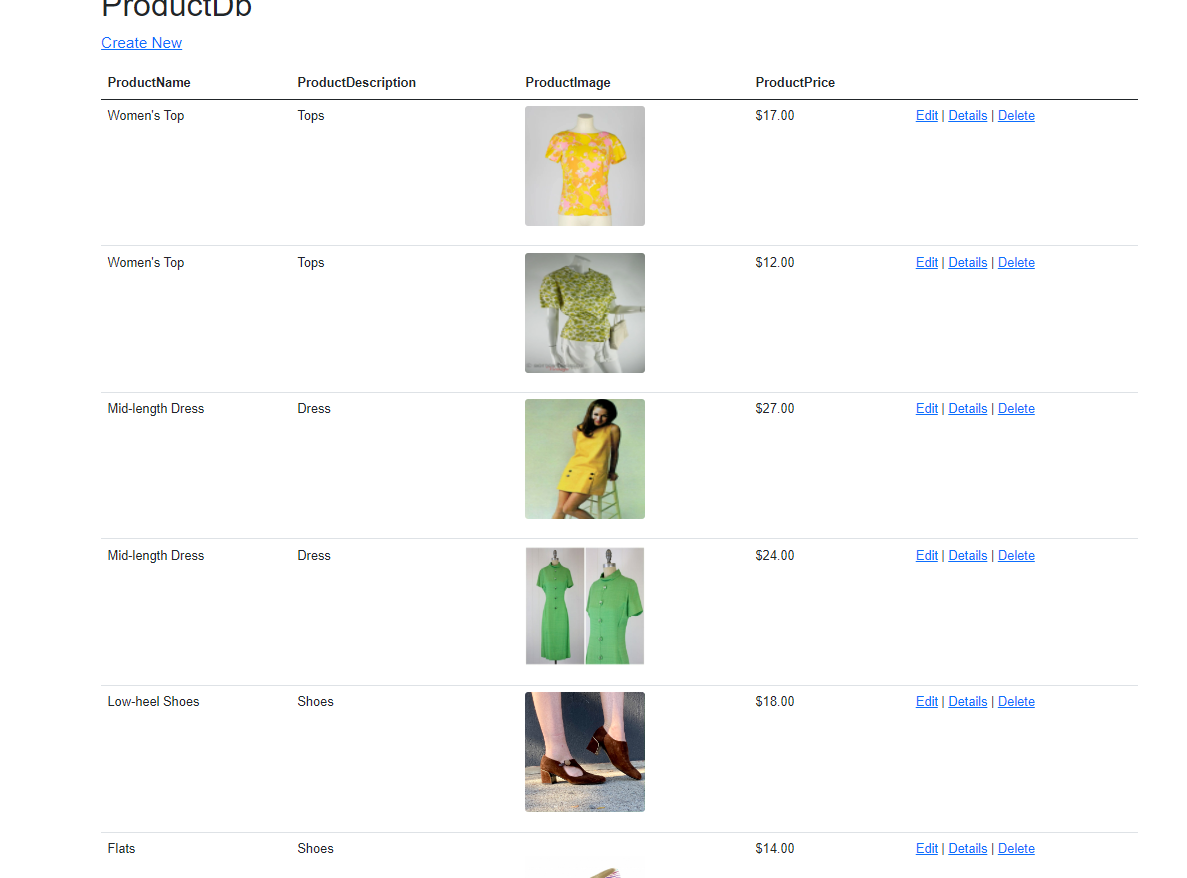 ProductDb
Create New
ProductName ProductDescription ProductImage ProductPrice
Women's Top Tops $17.00 Edit | Details | Delete
Women's Top Tops $12.00 Edit | Details | Delete
Mid-length Dress Dress $27.00 Edit | Details | Delete
Mid-length Dress Dress $24.00 Edit | Details | Delete
Low-heel Shoes Shoes $18.00 Edit | Details | Delete
Flats Shoes $14.00 Edit | Details | Delete